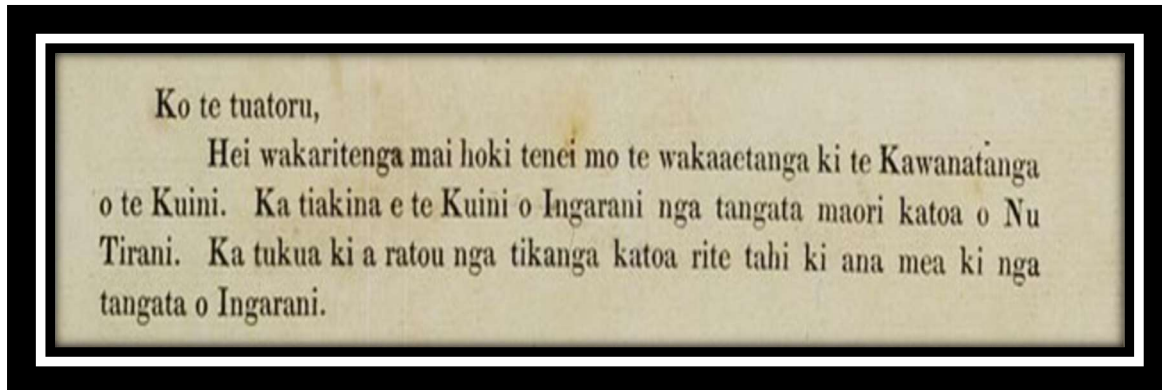 Ko te tuatoru,
Hei wakaritenga mai hoki tenei mo te wakaaetanga ki te Kawanatanga
o te Kuini. Ka tiakina e te Kuini o Ingarani nga tangata maori katoa o Nu
Tirani. Ka tukua ki a ratou nga tikanga katoa rite tahi ki ana mea ki nga
tangata o Ingarani.